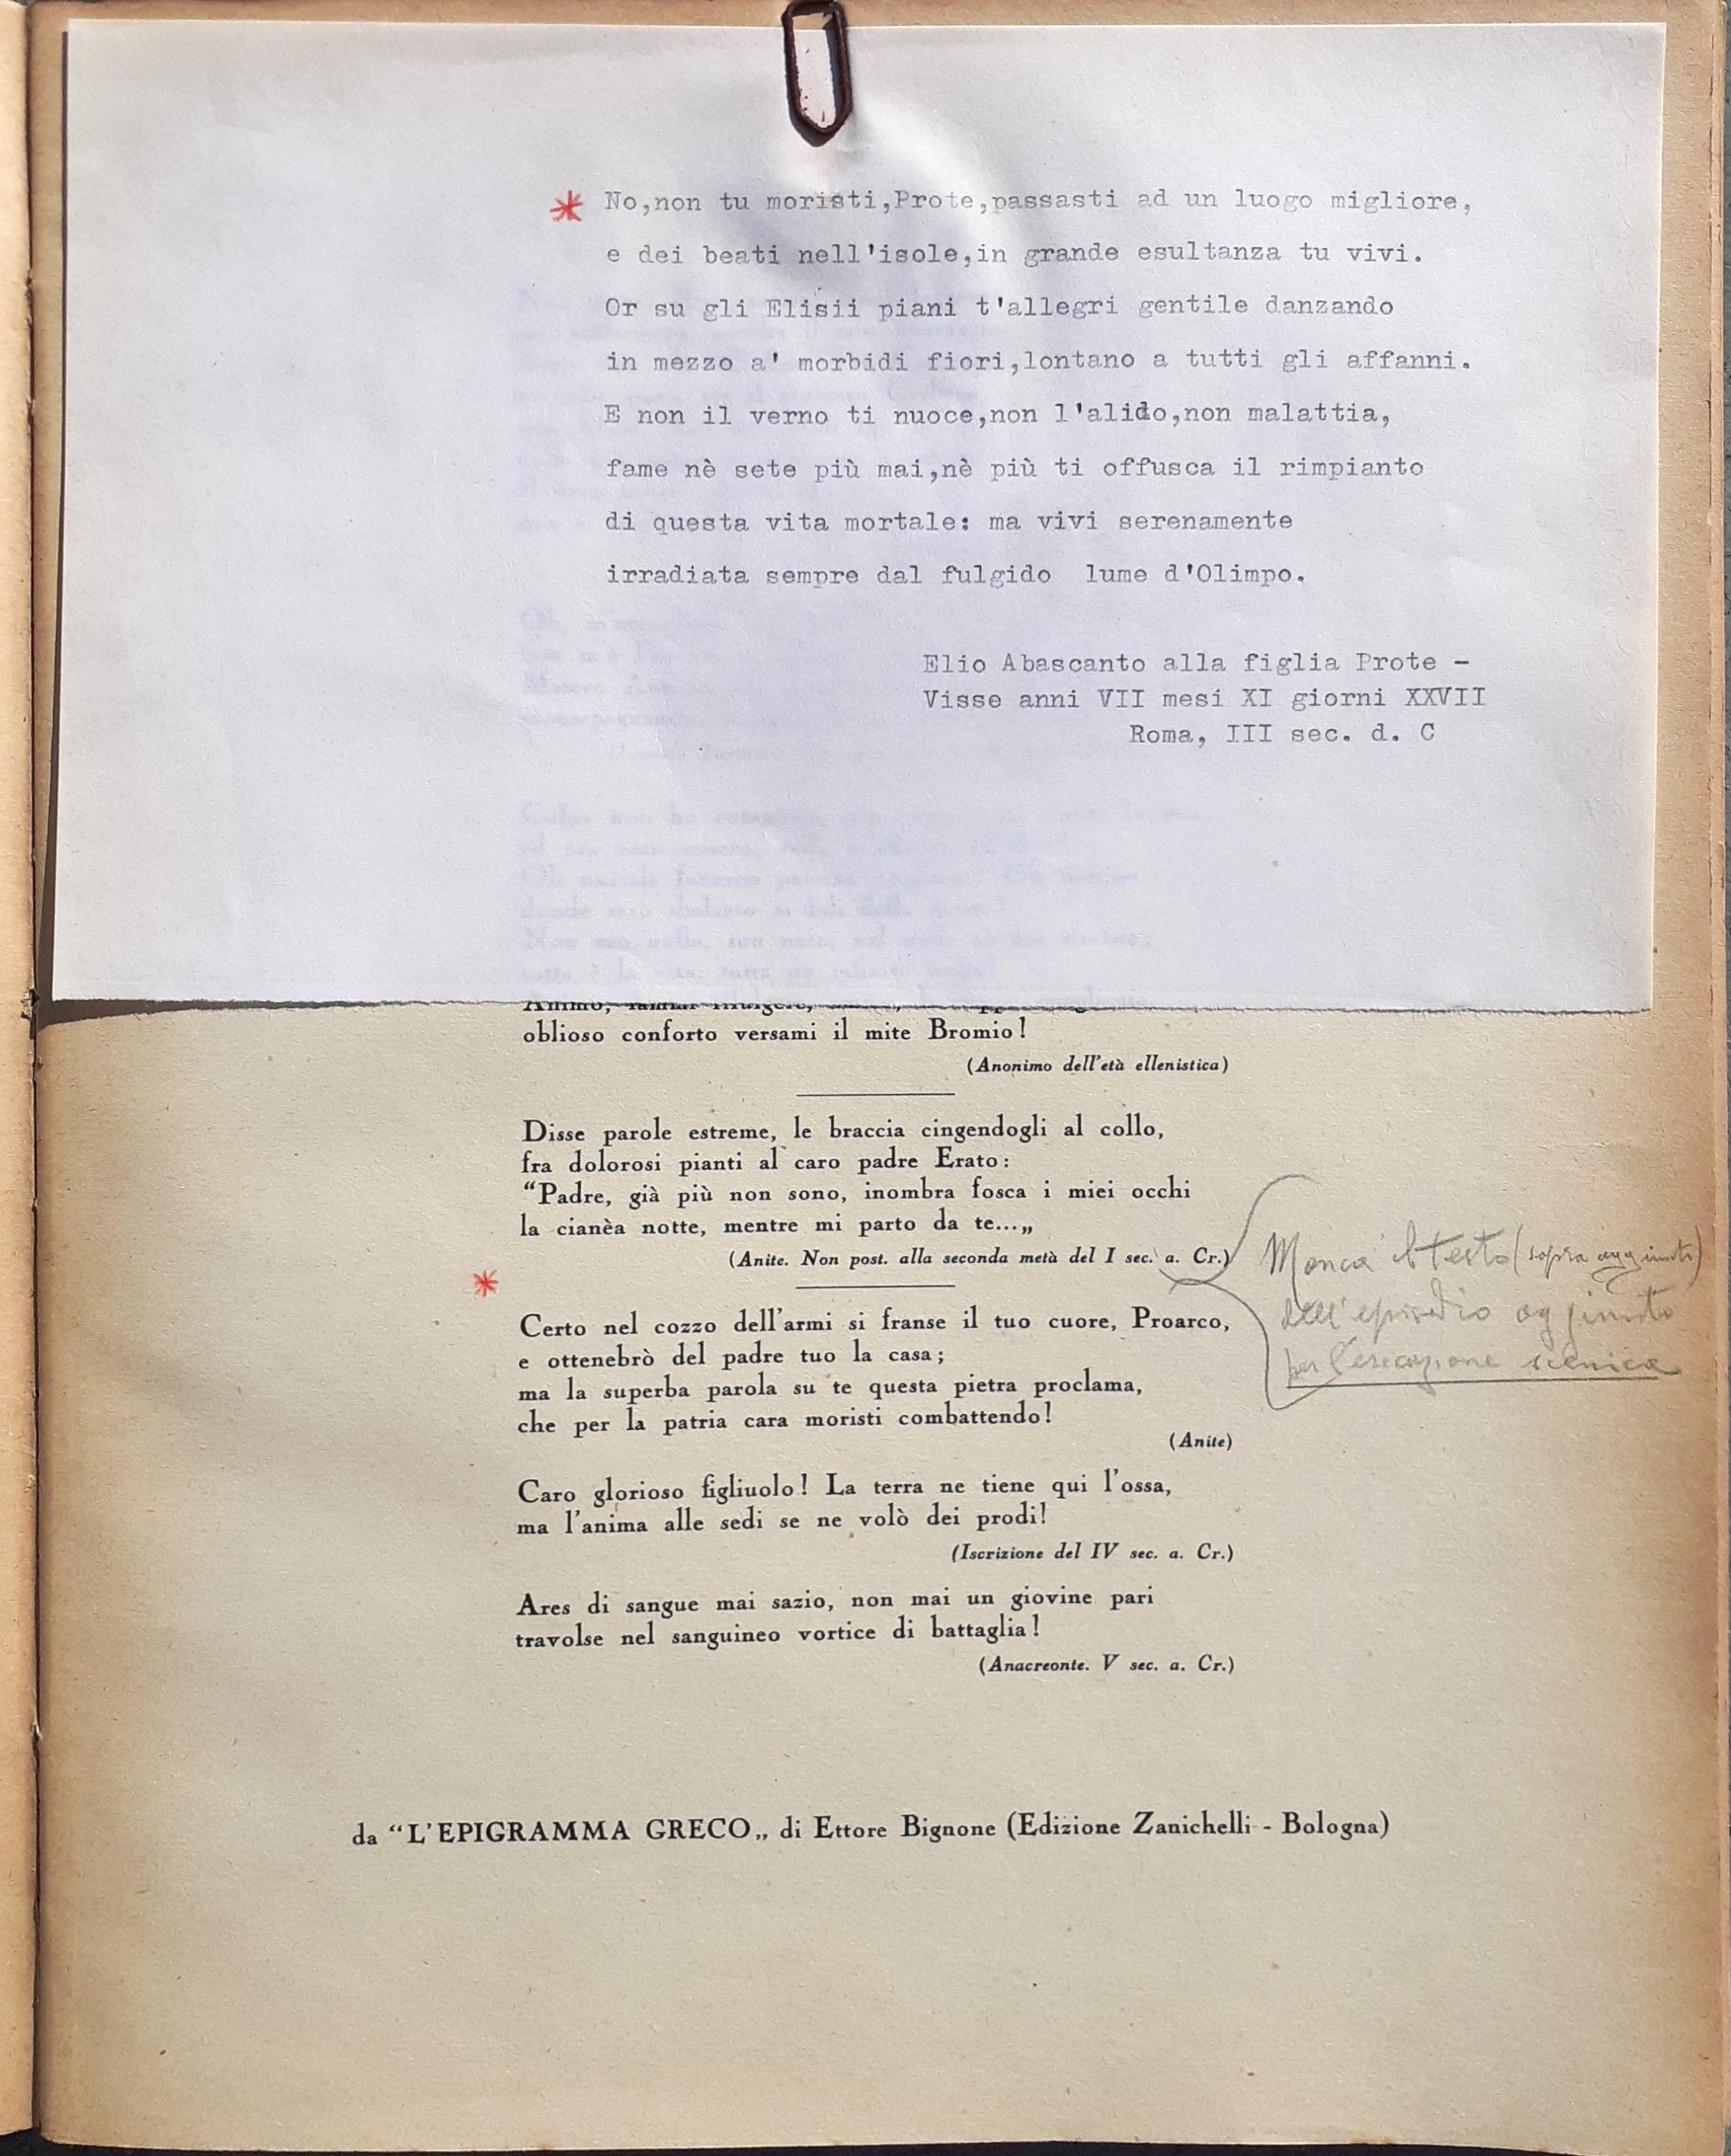 * No,non tu moristi,Prote,passasti ad un luogo migliore,
e dei beati nell'isole,in grande esultanza tu vivi.
Or su gli Elisii piani t'allegri gentile danzando
in mezzo a' morbidi fiori,lontano a tutti gli affanni.
E non il verno ti nuoce,non l'alido,non malattia,
fame nè sete più mai,nè più ti offusca il rimpianto
di questa vita mortale: ma vivi serenamente
irradiata sempre dal fulgido lume d'Olimpo.
Elio Abascanto alla figlia Prote -
Visse anni VII mesi XI giorni XXVII
Roma, III sec. d. C
oblioso conforto versami il mite Bromio!
(Anonimo dell'età ellenistica)
Disse parole estreme, le braccia cingendogli al collo,
fra dolorosi pianti al caro padre Erato:
“Padre, già più non sono, inombra fosca i miei occhi
la cianèa notte, mentre mi parto da te...„
(Anite. Non post. alla seconda metà del I sec. a. Cr.)
*
Manca il testo (sopra aggiunto)
dell'episodio aggiunto
per l'esecuzione scenica
Certo nel cozzo dell'armi si franse il tuo cuore, Proarco,
e ottenebrò del padre tuo la casa;
ma la superba parola su te questa pietra proclama,
che per la patria cara moristi combattendo!
(Anite)
Caro glorioso figliuolo! La terra ne tiene qui l'ossa,
ma l'anima alle sedi se ne volò dei prodi!
(Iscrizione del IV sec. a. Cr.)
Ares di sangue mai sazio, non mai un giovine pari
travolse nel sanguineo vortice di battaglia!
(Anacreonte. V sec. a. Cr.)
da “L'EPIGRAMMA GRECO„ di Ettore Bignone (Edizione Zanichelli - Bologna)